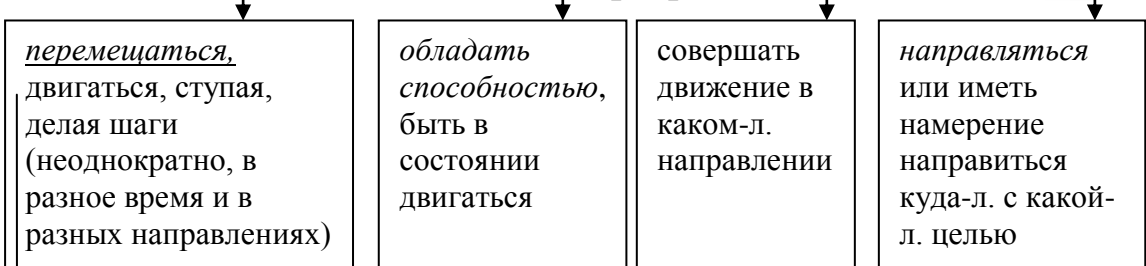 перемещаться,
двигаться, ступая,
делая шаги
(неоднократно, в
разное время и в
разных направлениях)
обладать
способностью,
быть в
состоянии
двигаться
совершать
движение в
каком-л.
направлении
направляться
или иметь
намерение
направиться
куда-л. с какой-
л. целью